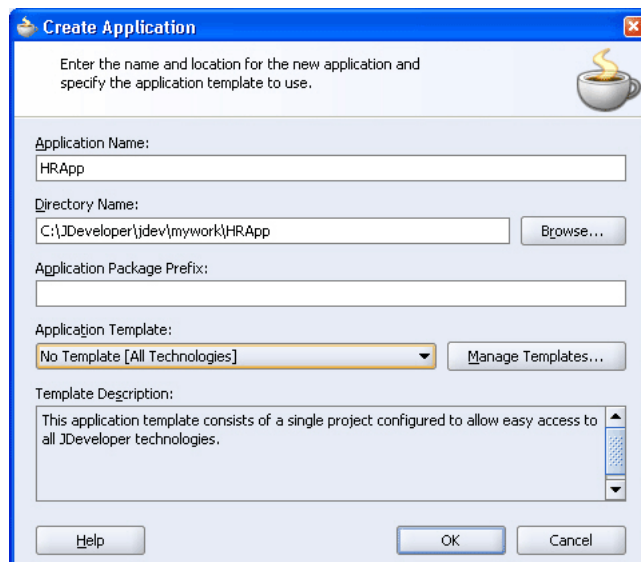 Create Application
Enter the name and location for the new application and
specify the application template to use.
Application Name:
HRApp
Directory Name:
C:\JDeveloper\jdev\mywork\HRApp
Browse...
Application Package Prefix:
Application Template:
No Template [All Technologies]
Manage Templates...
Template Description:
This application template consists of a single project configured to allow easy access to
all JDeveloper technologies.
Help
OK
Cancel